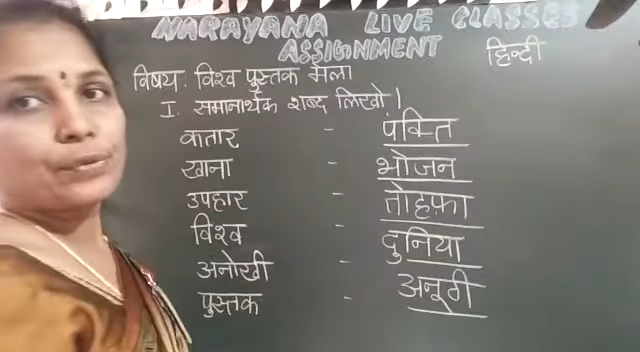 NARAYANA LIVE CLASSES
ASSIGNMENT
हिन्दी
विषय: विश्व पुस्तक मेला
I. समानार्थक शब्द लिखो।
कतार - पंक्ति
खाना - भोजन
उपहार - तोहफ़ा
विश्व - दुनिया
अनोखी - अनूठी
पुस्तक -